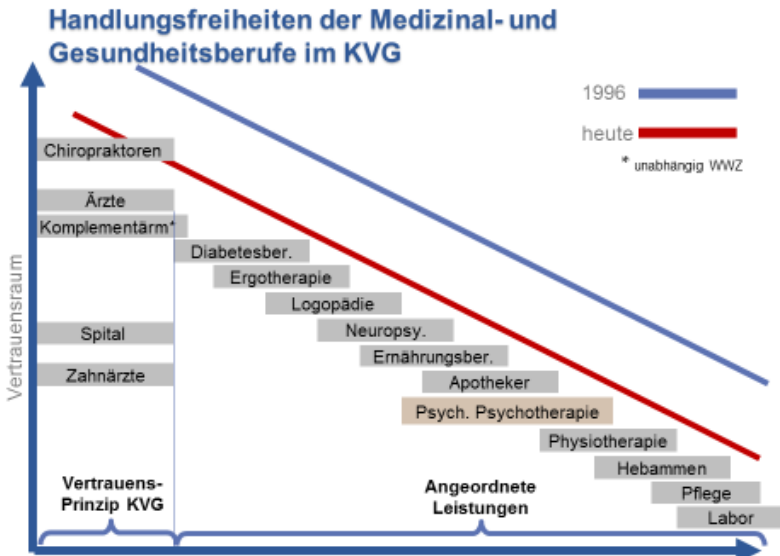 Handlungsfreiheiten der Medizinal- und
Gesundheitsberufe im KVG
1996
heute
* unabhängig WWZ
Vertrauensraum
Chiropraktoren
Ärzte
Komplementärm*
Diabetesber.
Ergotherapie
Logopädie
Neuropsy.
Spital
Ernährungsber.
Zahnärzte
Apotheker
Psych. Psychotherapie
Physiotherapie
Hebammen
Pflege
Labor
Vertrauens-
Prinzip KVG
Angeordnete
Leistungen